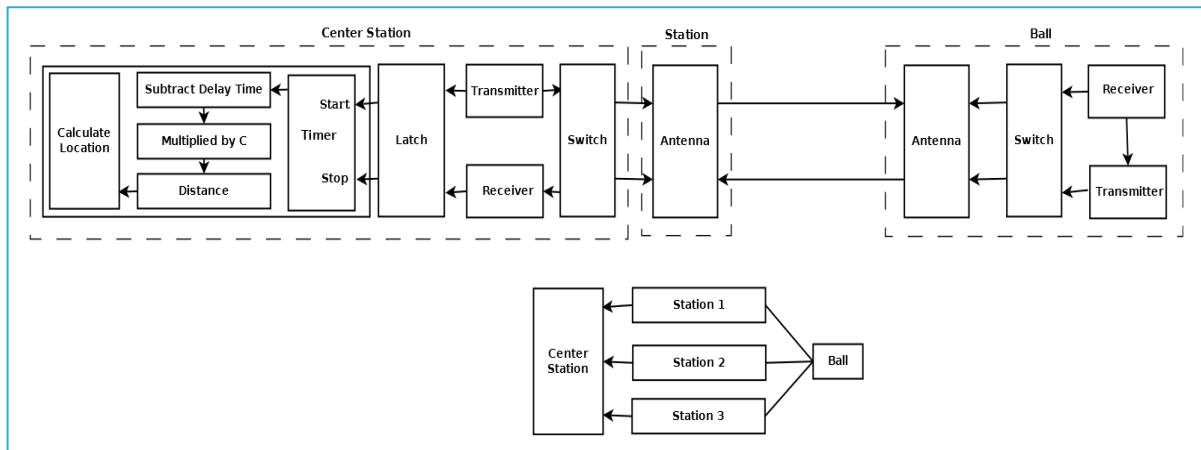 Center Station
Station
Ball
Calculate
Location
Subtract Delay Time
Multiplied by C
Distance
Start
Timer
Stop
Latch
Transmitter
Receiver
Switch
Antenna
Antenna
Switch
Receiver
Transmitter
Center
Station
Station 1
Station 2
Station 3
Ball